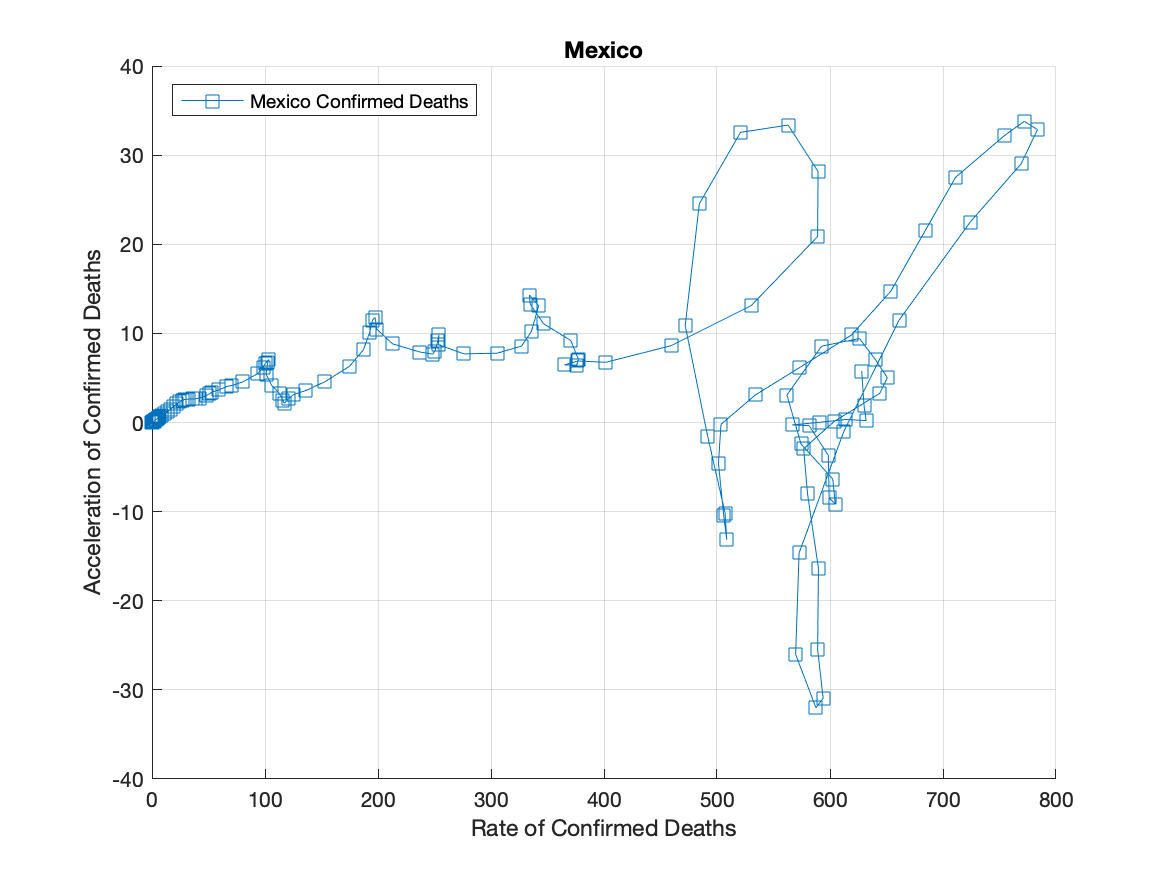 Mexico
Mexico Confirmed Deaths
Acceleration of Confirmed Deaths
40
30
20
10
0
-10
-20
-30
-40
0 100 200 300 400 500 600 700 800
Rate of Confirmed Deaths